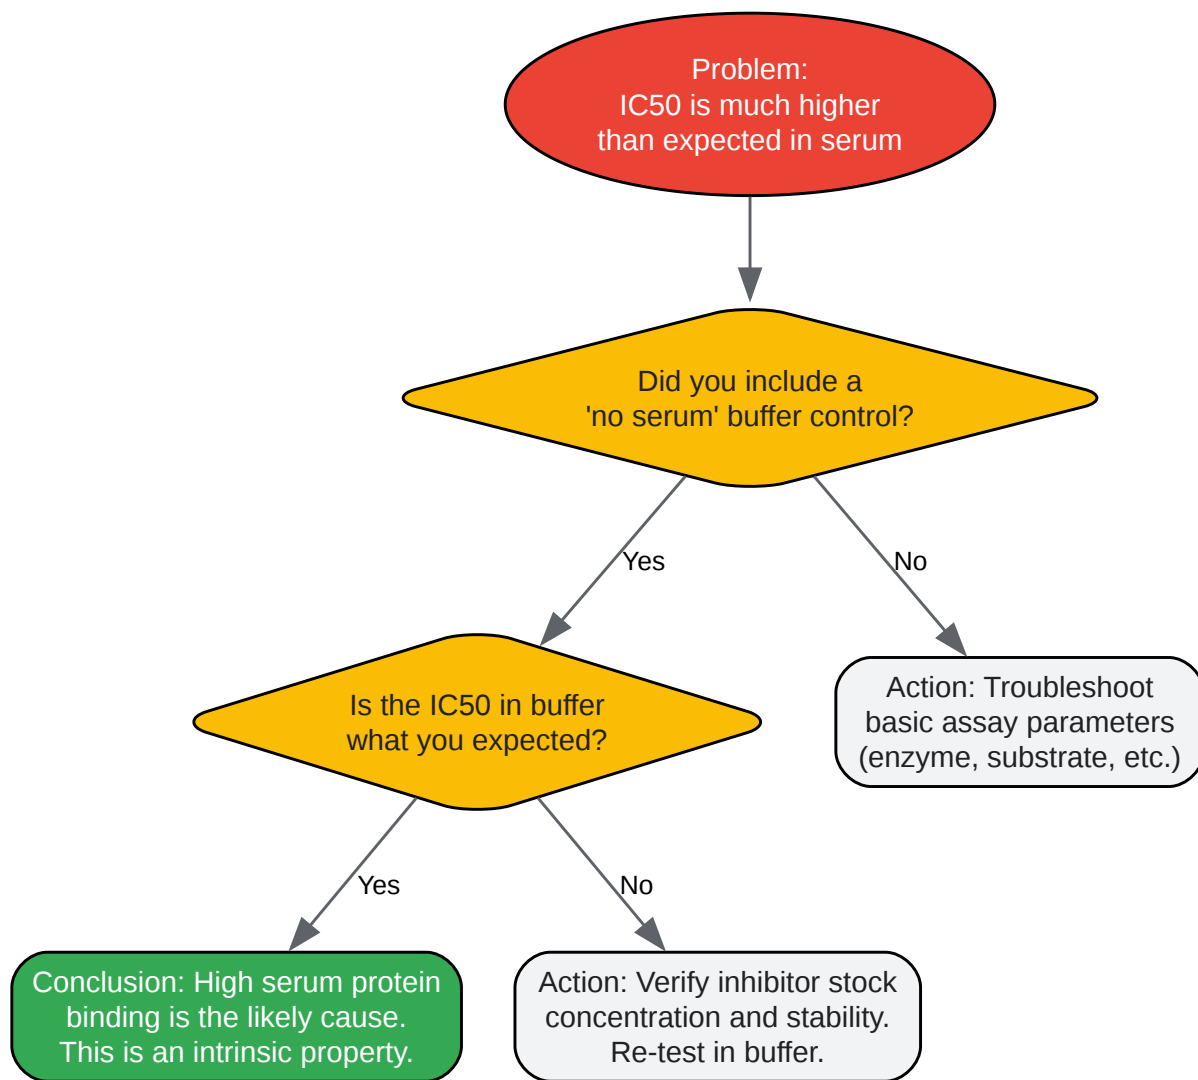 Problem:
IC50 is much higher
than expected in serum
Did you include a
'no serum' buffer control?
Yes
No
Is the IC50 in buffer
what you expected?
Action: Troubleshoot
basic assay parameters
(enzyme, substrate, etc.)
Yes
No
Conclusion: High serum protein
binding is the likely cause.
This is an intrinsic property.
Action: Verify inhibitor stock
concentration and stability.
Re-test in buffer.